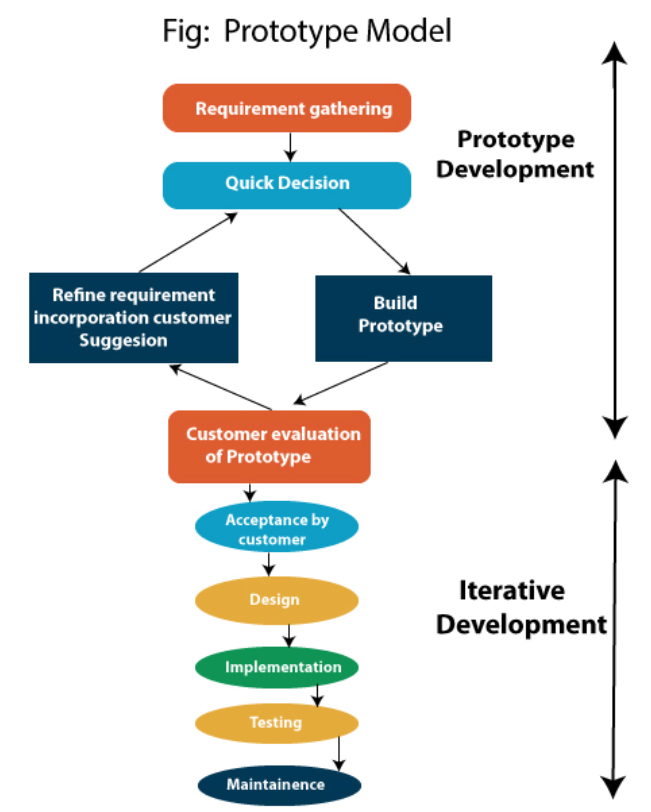 Fig: Prototype Model
Requirement gathering
Prototype
Development
Quick Decision
Refine requirement
incorporation customer
Suggesion
Build
Prototype
Customer evaluation
of Prototype
Acceptance by
customer
Design
Iterative
Development
Implementation
Testing
Maintainence